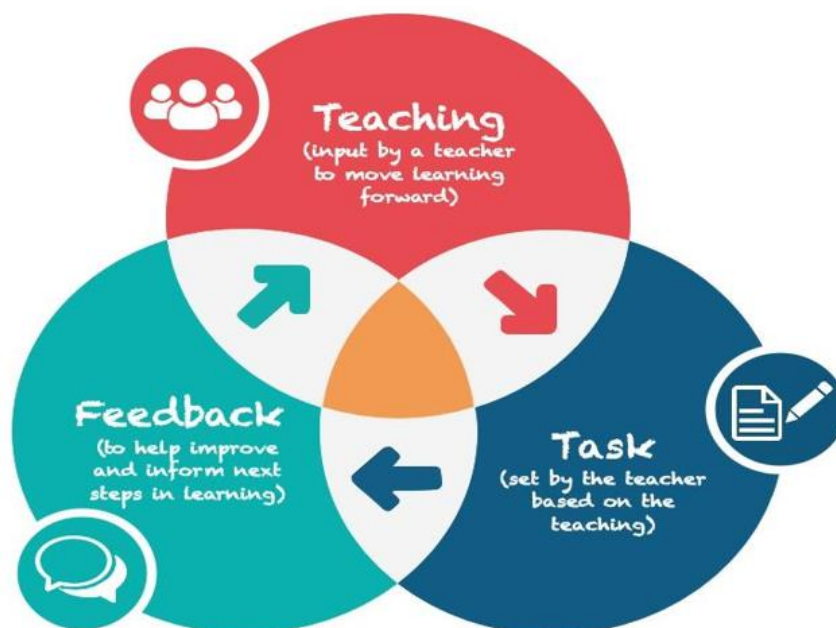 Teaching
(input by a teacher
to move learning
forward)
Feedback
(to help improve
and inform next
steps in learning)
Task
(set by the teacher
based on the
teaching)